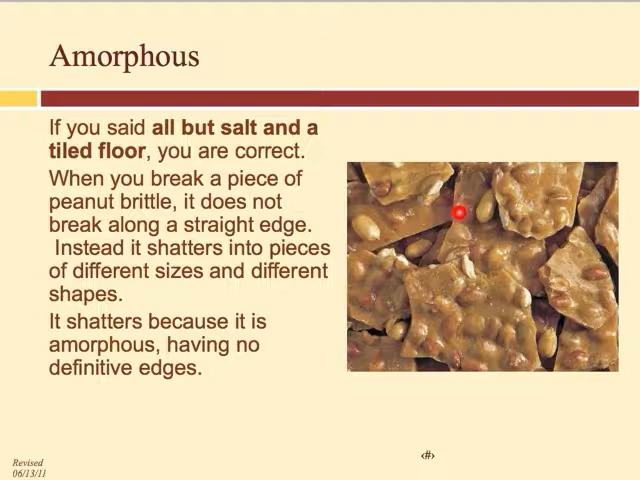 Amorphous
If you said all but salt and a
tiled floor, you are correct.
When you break a piece of
peanut brittle, it does not
break along a straight edge.
Instead it shatters into pieces
of different sizes and different
shapes.
It shatters because it is
amorphous, having no
definitive edges.
‹#›
Revised
06/13/11